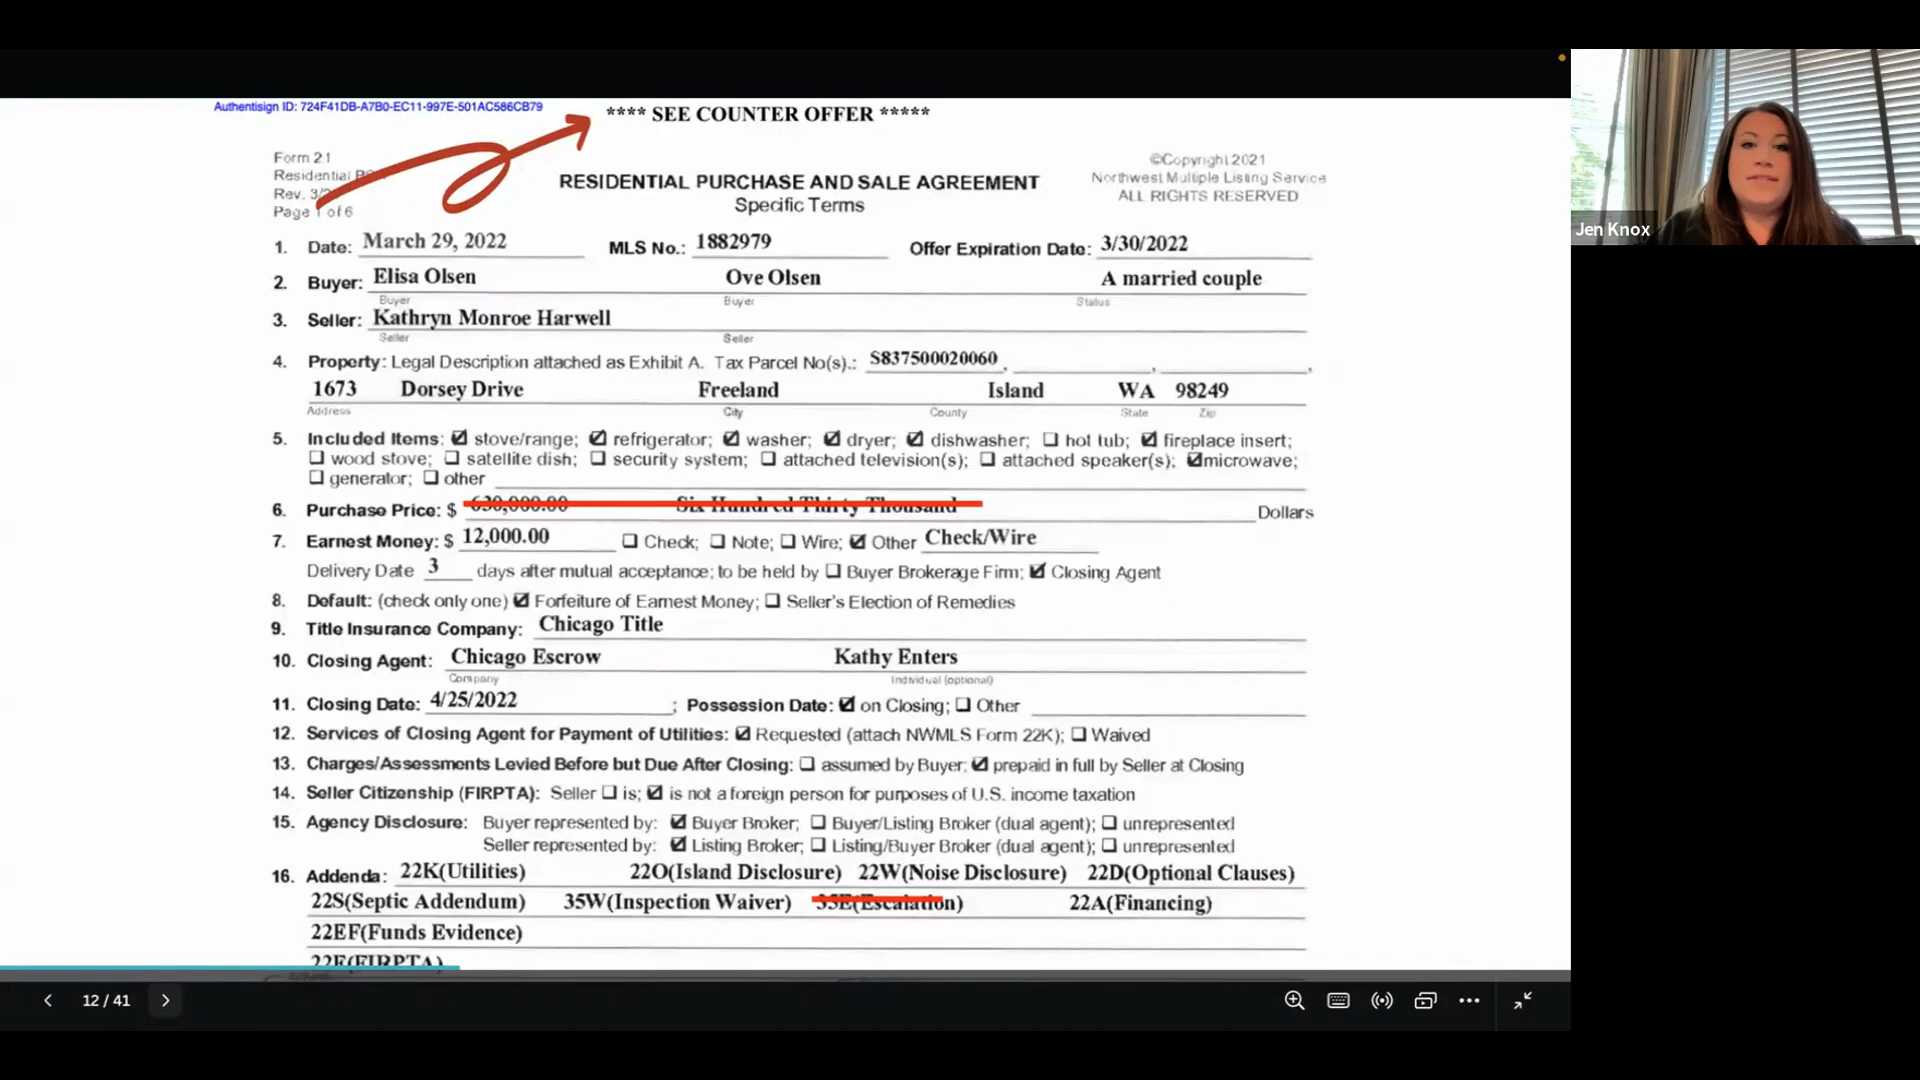 Authentisign ID: 724F41DB-A7B0-EC11-997E-501AC586CB79
**** SEE COUNTER OFFER *****
Form 21
Residential
Rev. 3/
Page 1 of 6
RESIDENTIAL PURCHASE AND SALE AGREEMENT
Specific Terms
©Copyright 2021
Northwest Multiple Listing Service
ALL RIGHTS RESERVED
Jen Knox
1. Date: March 29, 2022 MLS No.: 1882979 Offer Expiration Date: 3/30/2022
2. Buyer: Elisa Olsen Ove Olsen A married couple
Buyer Buyer Status
3. Seller: Kathryn Monroe Harwell
Seller Seller
4. Property: Legal Description attached as Exhibit A. Tax Parcel No(s).: S837500020060, , ,
1673 Dorsey Drive Freeland Island WA 98249
Address City County State Zip
5. Included Items: ☑ stove/range; ☑ refrigerator; ☑ washer; ☑ dryer; ☑ dishwasher; ☐ hot tub; ☑ fireplace insert;
☐ wood stove; ☐ satellite dish; ☐ security system; ☐ attached television(s); ☐ attached speaker(s); ☑ microwave;
☐ generator; ☐ other
6. Purchase Price: $ 630,000.00 Six Hundred Thirty Thousand Dollars
7. Earnest Money: $ 12,000.00 ☐ Check; ☐ Note; ☐ Wire; ☑ Other Check/Wire
Delivery Date 3 days after mutual acceptance; to be held by ☐ Buyer Brokerage Firm; ☑ Closing Agent
8. Default: (check only one) ☑ Forfeiture of Earnest Money; ☐ Seller's Election of Remedies
9. Title Insurance Company: Chicago Title
10. Closing Agent: Chicago Escrow Kathy Enters
Company Individual (optional)
11. Closing Date: 4/25/2022 ; Possession Date: ☑ on Closing; ☐ Other
12. Services of Closing Agent for Payment of Utilities: ☑ Requested (attach NWMLS Form 22K); ☐ Waived
13. Charges/Assessments Levied Before but Due After Closing: ☐ assumed by Buyer; ☑ prepaid in full by Seller at Closing
14. Seller Citizenship (FIRPTA): Seller ☐ is; ☑ is not a foreign person for purposes of U.S. income taxation
15. Agency Disclosure: Buyer represented by: ☑ Buyer Broker; ☐ Buyer/Listing Broker (dual agent); ☐ unrepresented
Seller represented by: ☑ Listing Broker; ☐ Listing/Buyer Broker (dual agent); ☐ unrepresented
16. Addenda: 22K(Utilities) 22O(Island Disclosure) 22W(Noise Disclosure) 22D(Optional Clauses)
22S(Septic Addendum) 35W(Inspection Waiver) 35E(Escalation) 22A(Financing)
22EF(Funds Evidence)
22E(FIRPTA)
12 / 41